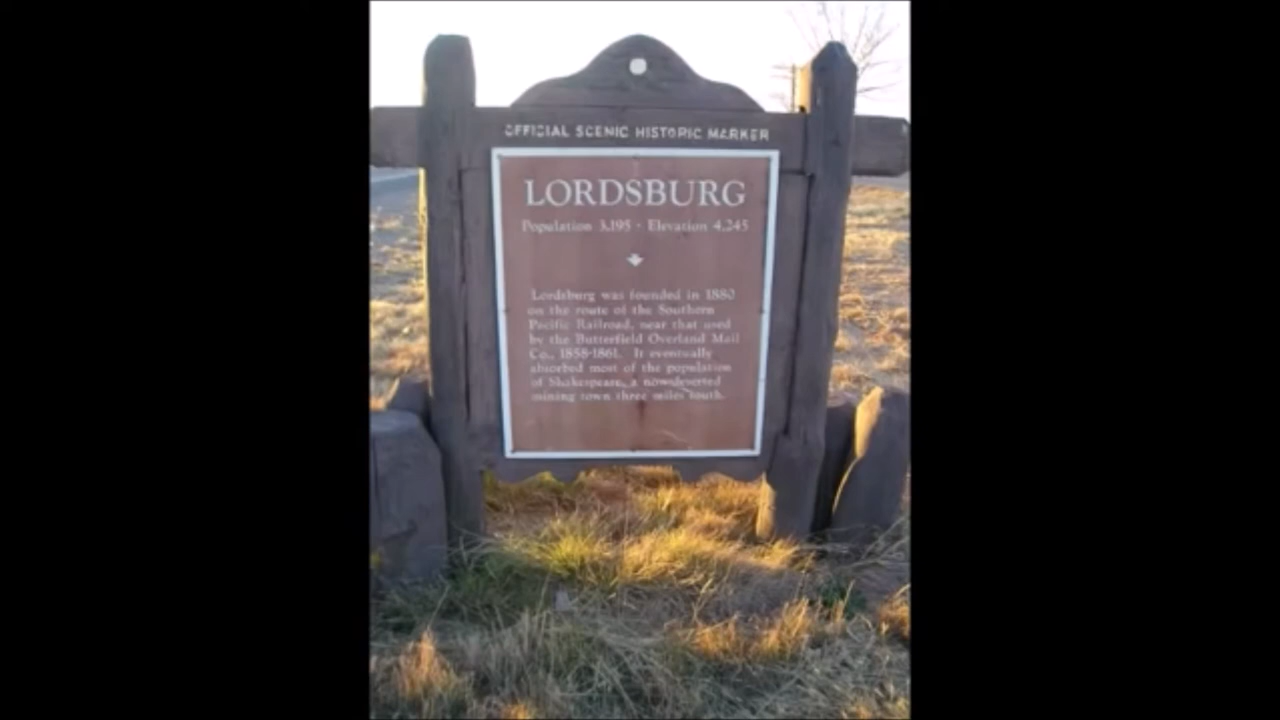 OFFICIAL SCENIC HISTORIC MARKER
LORDSBURG
Population 3,195 · Elevation 4,245
Lordsburg was founded in 1880
on the route of the Southern
Pacific Railroad, near that used
by the Butterfield Overland Mail
Co., 1858-1861. It eventually
absorbed most of the population
of Shakespeare, a now-deserted
mining town three miles south.